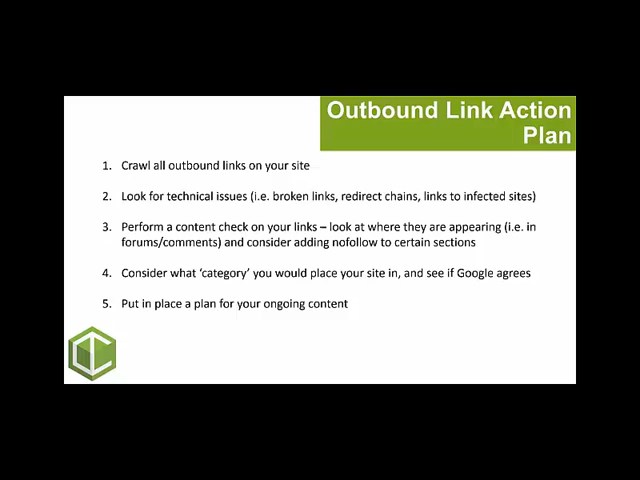 Outbound Link Action
Plan
1. Crawl all outbound links on your site
2. Look for technical issues (i.e. broken links, redirect chains, links to infected sites)
3. Perform a content check on your links – look at where they are appearing (i.e. in
forums/comments) and consider adding nofollow to certain sections
4. Consider what ‘category’ you would place your site in, and see if Google agrees
5. Put in place a plan for your ongoing content